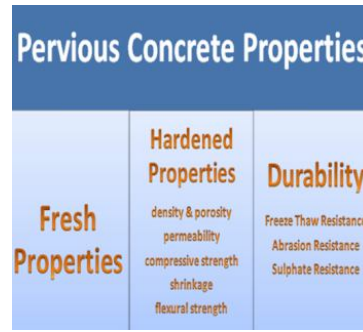 Pervious Concrete Properties
Fresh
Properties
Hardened
Properties
density & porosity
permeability
compressive strength
shrinkage
flexural strength
Durability
Freeze Thaw Resistance
Abrasion Resistance
Sulphate Resistance